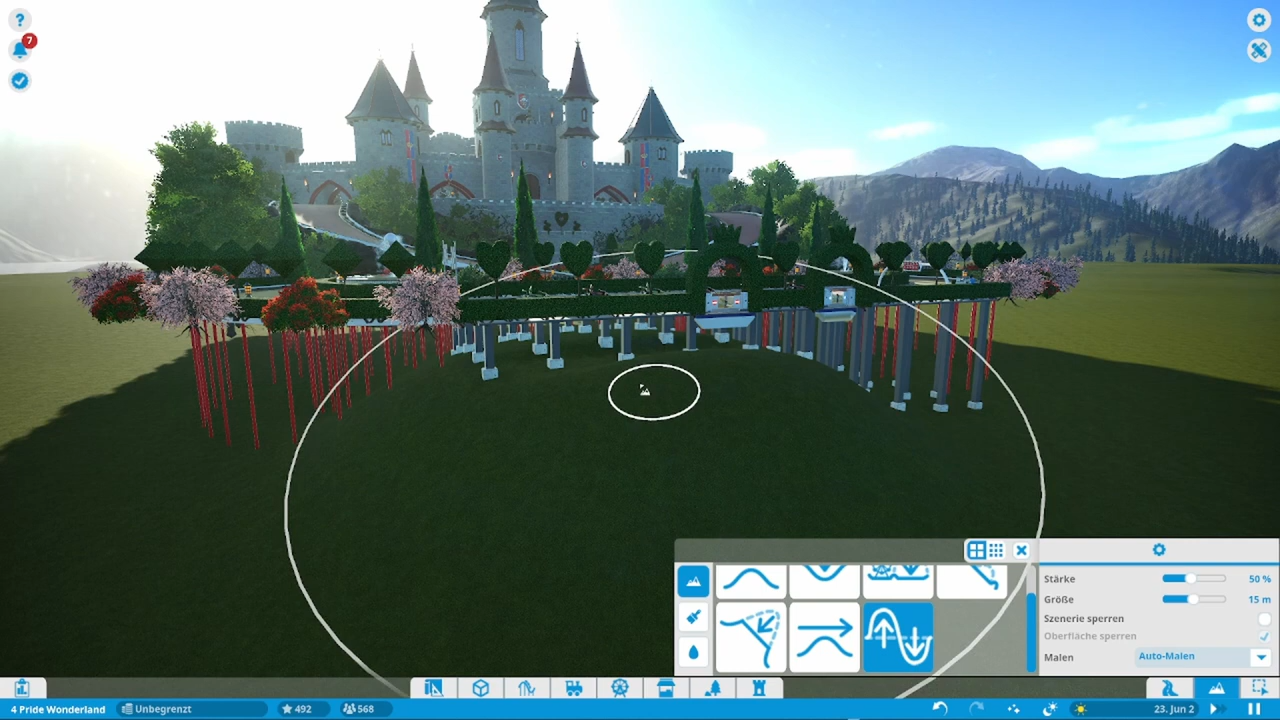 ?
7
Stärke 50 %
Größe 15 m
Szenerie sperren
Oberfläche sperren
Malen Auto-Malen
4 Pride Wonderland Unbegrenzt 492 568 23. Jun 2